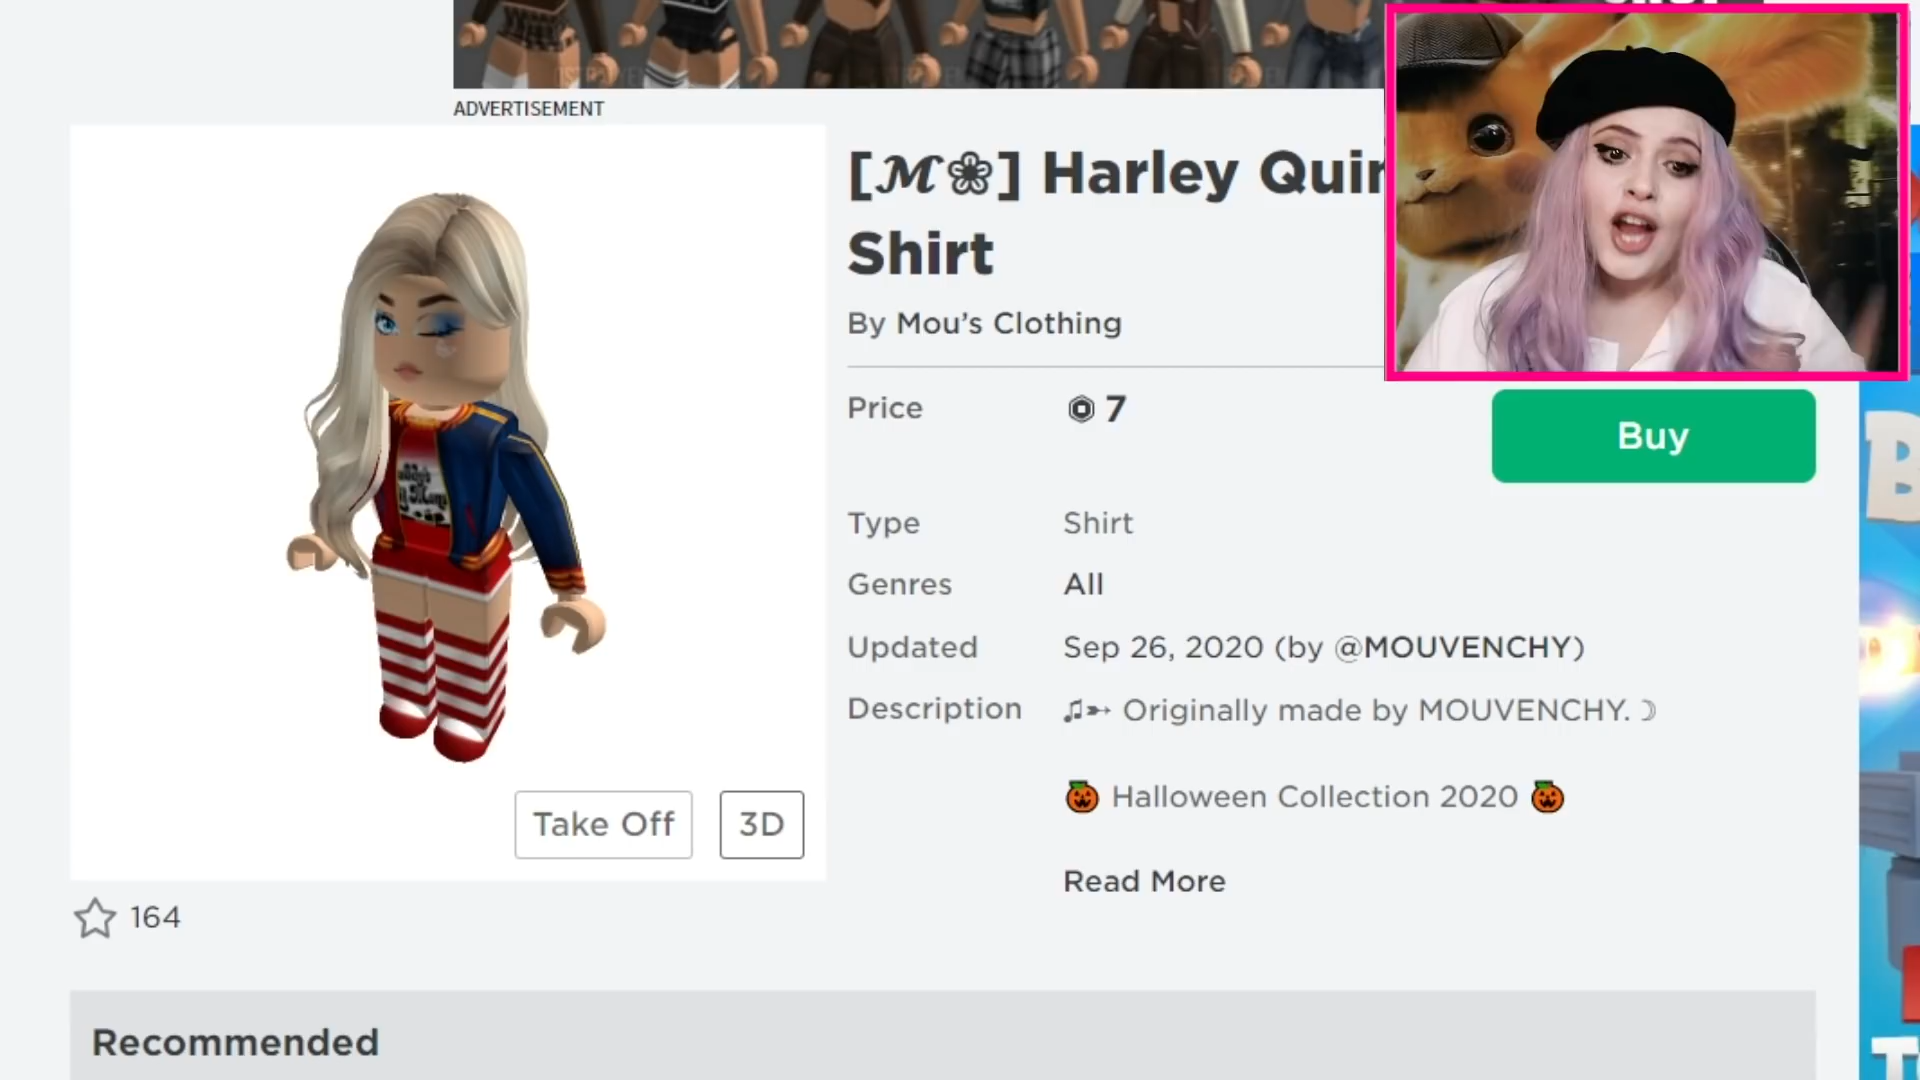 ADVERTISEMENT
[ℳ❀] Harley Quin
Shirt
By Mou's Clothing
Price 7
Buy
Type Shirt
Genres All
Updated Sep 26, 2020 (by @MOUVENCHY)
Description ♫➳ Originally made by MOUVENCHY.☽
🎃 Halloween Collection 2020 🎃
Read More
Take Off 3D
164
Recommended